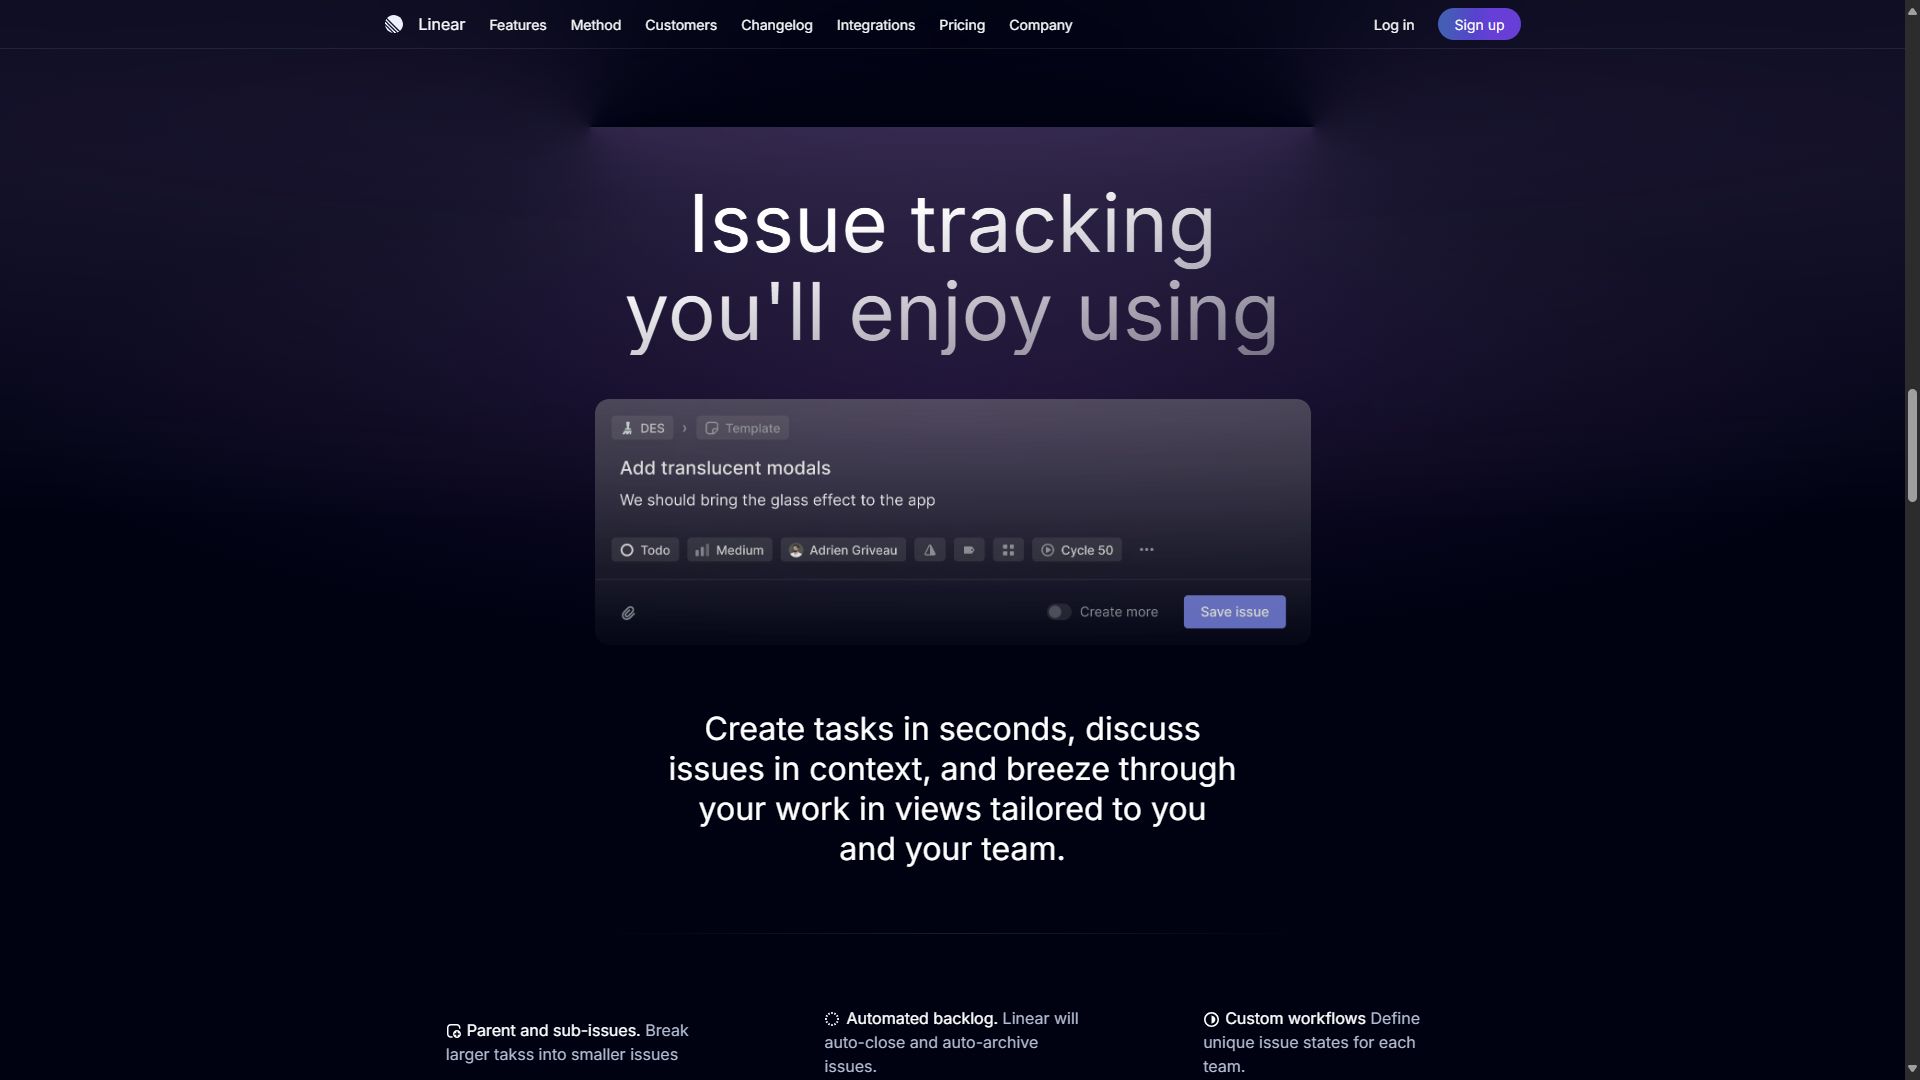 Linear Features Method Customers Changelog Integrations Pricing Company Log in Sign up
Issue tracking
you'll enjoy using
DES › Template
Add translucent modals
We should bring the glass effect to the app
Todo Medium Adrien Griveau Cycle 50 ...
Create more Save issue
Create tasks in seconds, discuss
issues in context, and breeze through
your work in views tailored to you
and your team.
Parent and sub-issues. Break
larger takss into smaller issues
Automated backlog. Linear will
auto-close and auto-archive
issues.
Custom workflows Define
unique issue states for each
team.